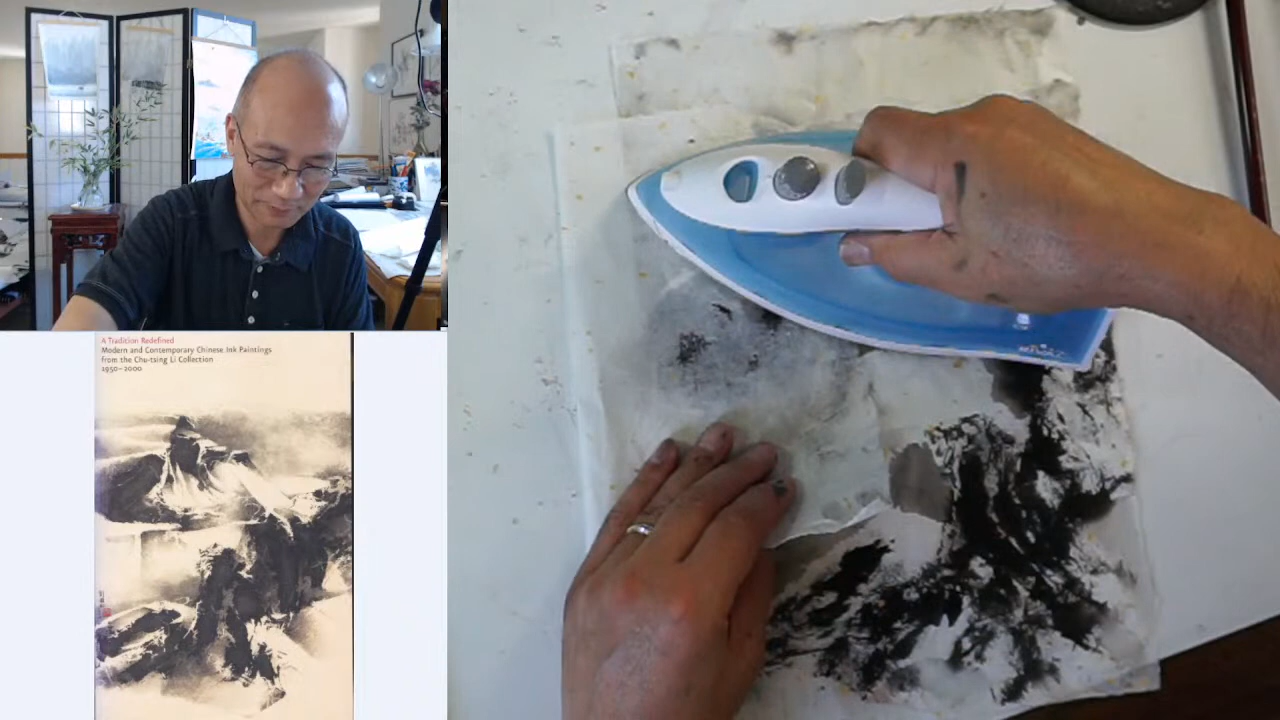 A Tradition Redefined
Modern and Contemporary Chinese Ink Paintings
from the Chu-tsing Li Collection
1950–2000